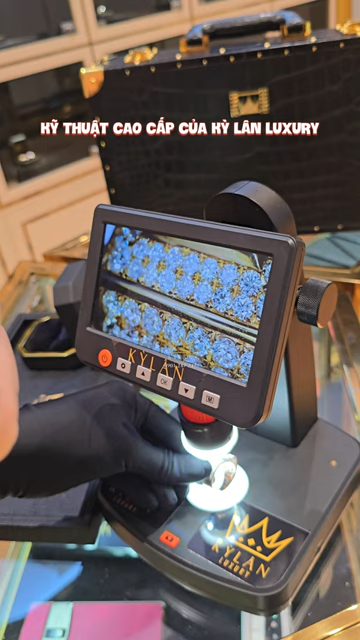 KỸ THUẬT CAO CẤP CỦA KỲ LÂN LUXURY
KYLAN
OK
M
KYLAN
LUXURY